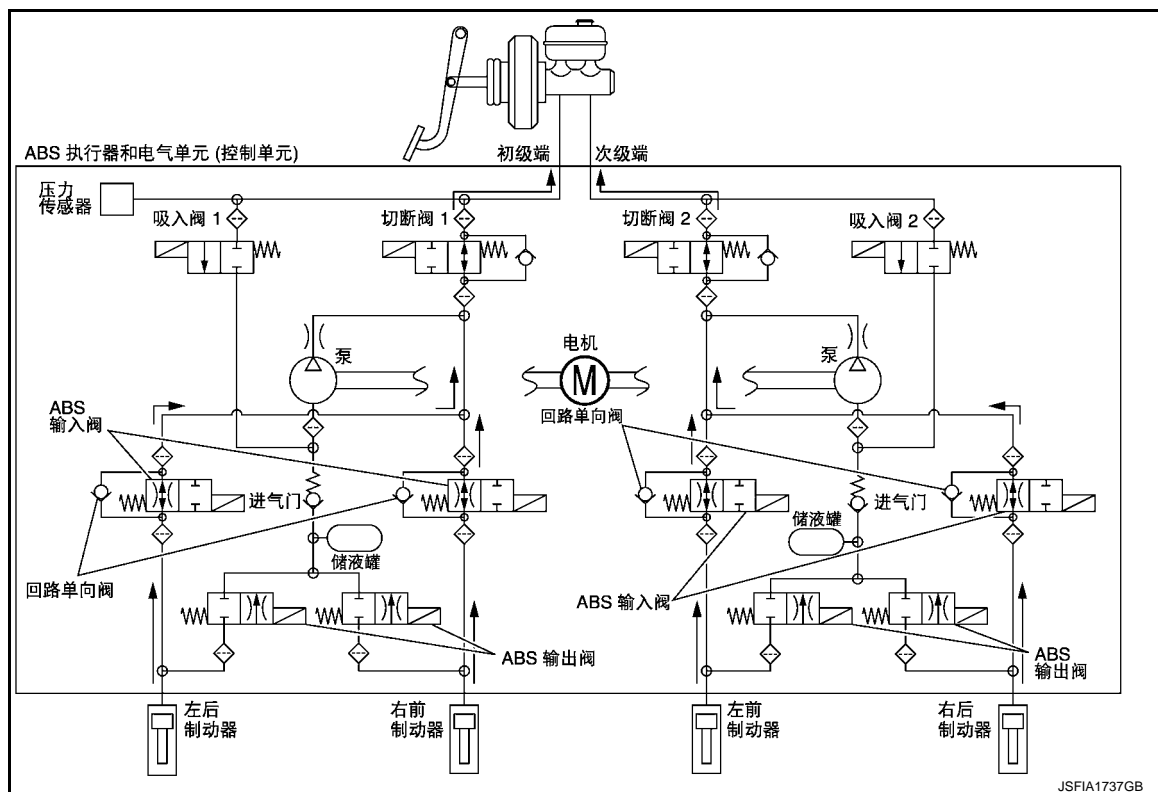 ABS 执行器和电气单元 (控制单元)
初级端
次级端
压力
传感器
吸入阀 1
切断阀 1
切断阀 2
吸入阀 2
泵
电机
M
泵
ABS
输入阀
回路单向阀
进气门
进气门
储液罐
储液罐
回路单向阀
ABS 输入阀
ABS 输出阀
ABS
输出阀
左后
制动器
右前
制动器
左前
制动器
右后
制动器
JSFIA1737GB